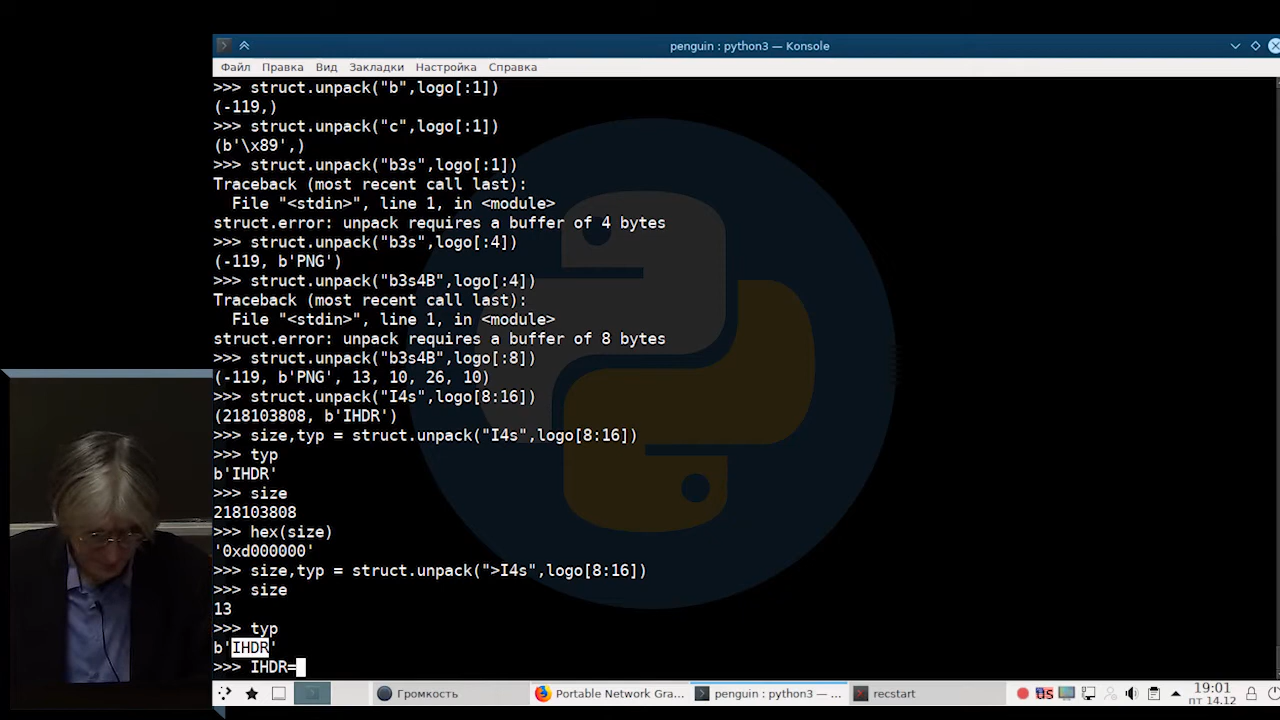 penguin : python3 — Konsole
Файл Правка Вид Закладки Настройка Справка
>>> struct.unpack("b",logo[:1])
(-119,)
>>> struct.unpack("c",logo[:1])
(b'\x89',)
>>> struct.unpack("b3s",logo[:1])
Traceback (most recent call last):
  File "<stdin>", line 1, in <module>
struct.error: unpack requires a buffer of 4 bytes
>>> struct.unpack("b3s",logo[:4])
(-119, b'PNG')
>>> struct.unpack("b3s4B",logo[:4])
Traceback (most recent call last):
  File "<stdin>", line 1, in <module>
struct.error: unpack requires a buffer of 8 bytes
>>> struct.unpack("b3s4B",logo[:8])
(-119, b'PNG', 13, 10, 26, 10)
>>> struct.unpack("I4s",logo[8:16])
(218103808, b'IHDR')
>>> size,typ = struct.unpack("I4s",logo[8:16])
>>> typ
b'IHDR'
>>> size
218103808
>>> hex(size)
'0xd000000'
>>> size,typ = struct.unpack(">I4s",logo[8:16])
>>> size
13
>>> typ
b'IHDR'
>>> IHDR=
Громкость Portable Network Gra... penguin : python3 — ... recstart us 19:01
пт 14.12